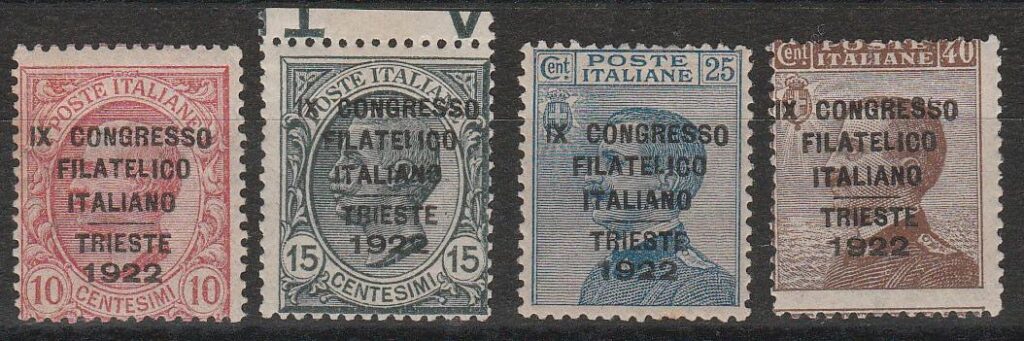 POSTE ITALIANE
IX CONGRESSO
FILATELICO
ITALIANO
TRIESTE
1922
10 CENTESIMI 10
POSTE ITALIANE
IX CONGRESSO
FILATELICO
ITALIANO
TRIESTE
1922
15 CENTESIMI 15
Cent POSTE 25
ITALIANE
IX CONGRESSO
FILATELICO
ITALIANO
TRIESTE
1922
Cent POSTE 40
ITALIANE
IX CONGRESSO
FILATELICO
ITALIANO
TRIESTE
1922